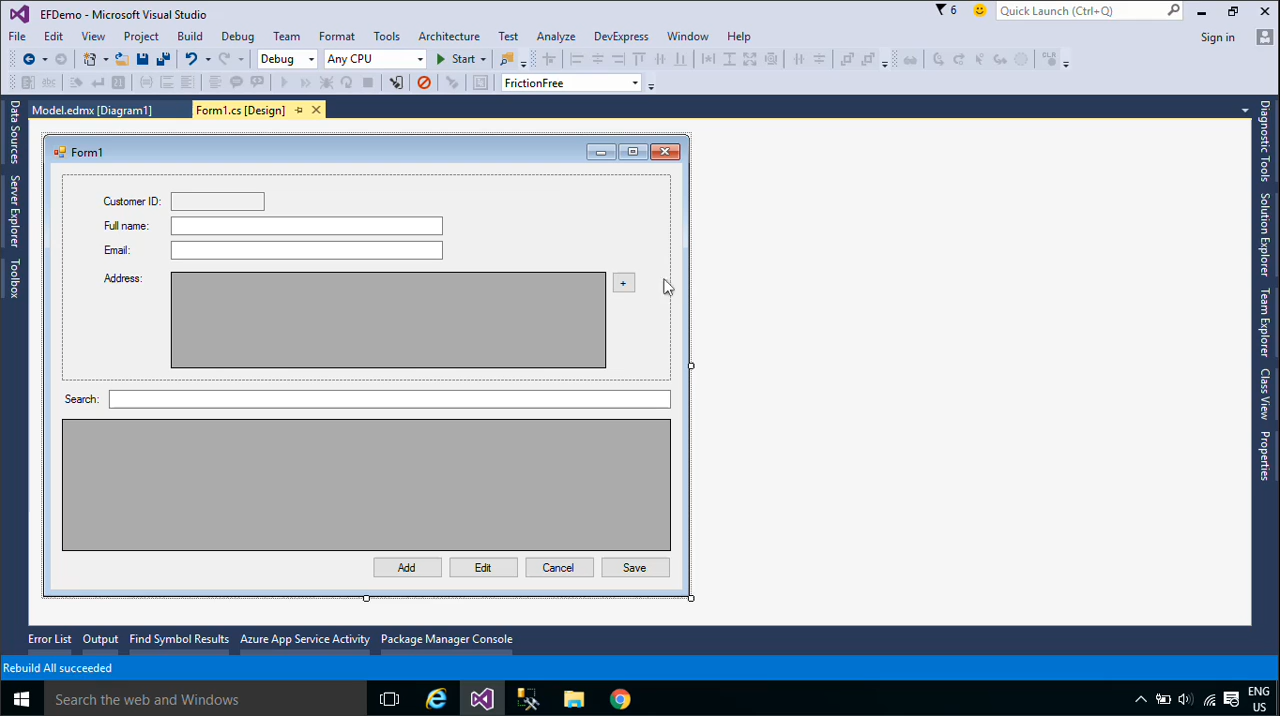 EFDemo - Microsoft Visual Studio
6
Quick Launch (Ctrl+Q)
File Edit View Project Build Debug Team Format Tools Architecture Test Analyze DevExpress Window Help
Sign in
Debug Any CPU Start
FrictionFree
Model.edmx [Diagram1] Form1.cs [Design]
Data Sources
Server Explorer
Toolbox
Form1
Customer ID:
Full name:
Email:
Address:
+
Search:
Add Edit Cancel Save
Diagnostic Tools
Solution Explorer
Team Explorer
Class View
Properties
Error List Output Find Symbol Results Azure App Service Activity Package Manager Console
Rebuild All succeeded
Search the web and Windows
ENG
US